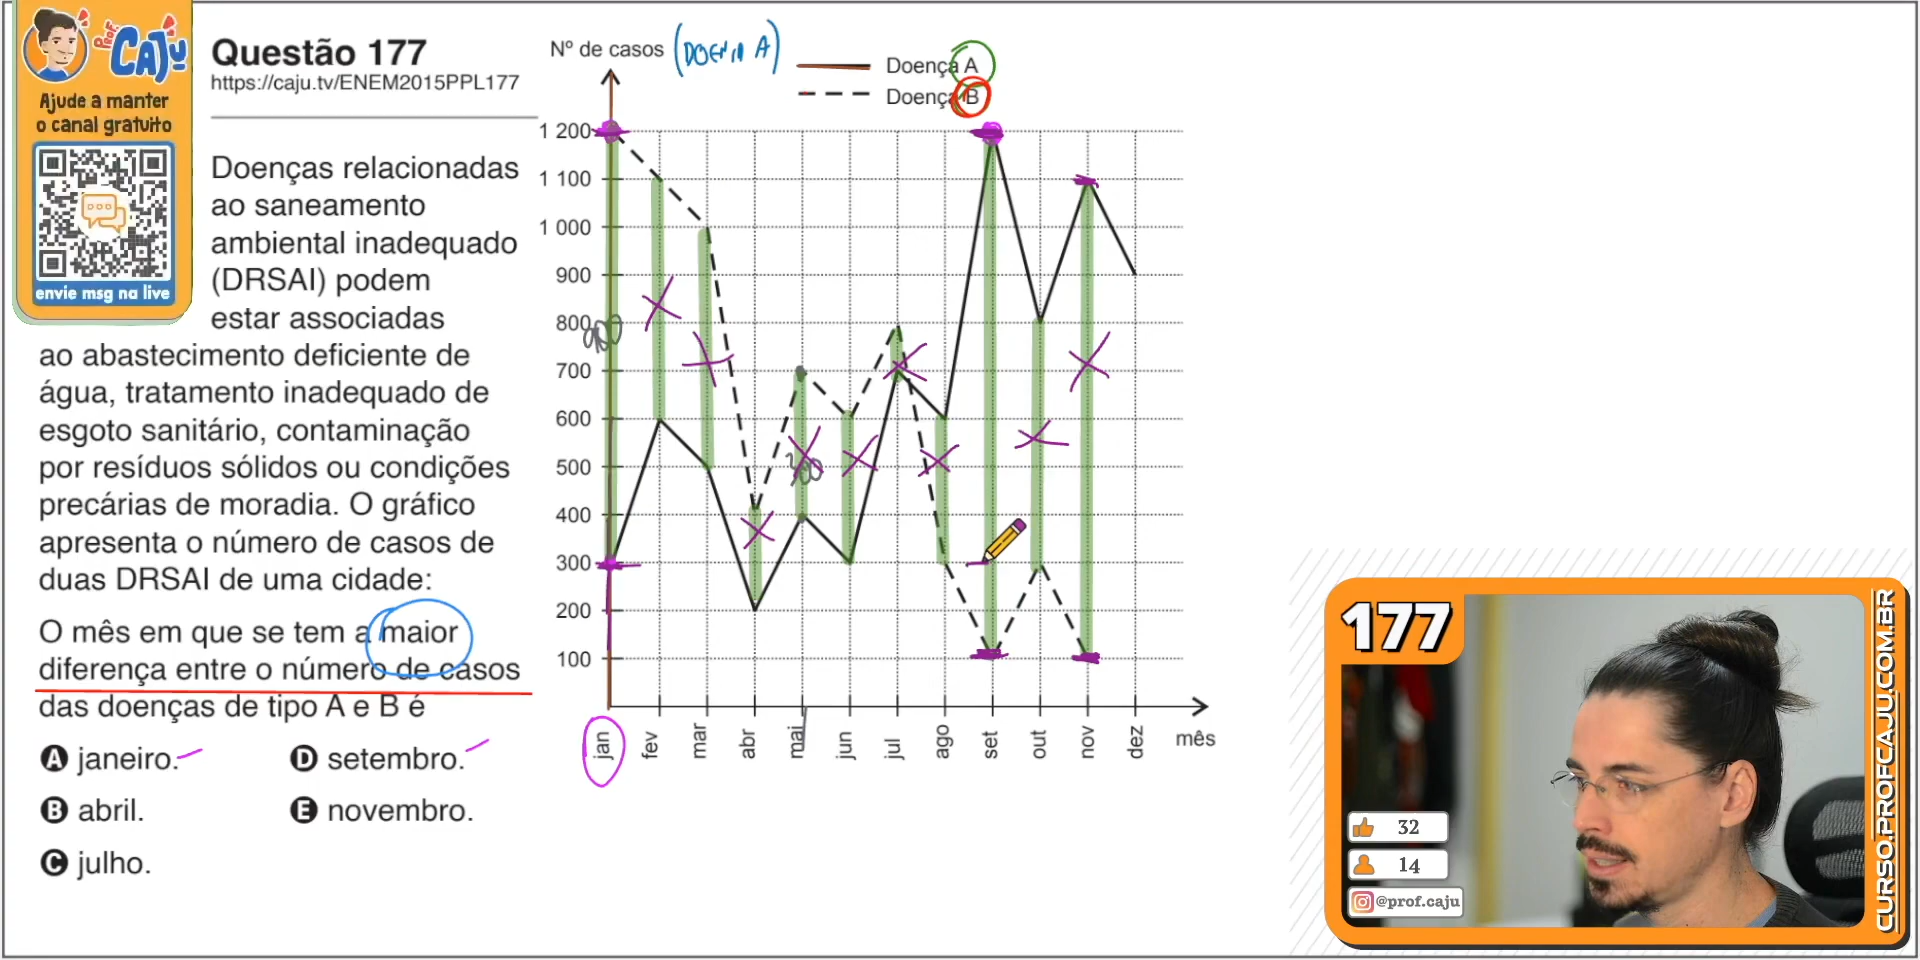 Prof.
CAJu
Ajude a manter
o canal gratuito
envie msg na live
Questão 177
https://caju.tv/ENEM2015PPL177
Doenças relacionadas
ao saneamento
ambiental inadequado
(DRSAI) podem
estar associadas
ao abastecimento deficiente de
água, tratamento inadequado de
esgoto sanitário, contaminação
por resíduos sólidos ou condições
precárias de moradia. O gráfico
apresenta o número de casos de
duas DRSAI de uma cidade:
O mês em que se tem a maior
diferença entre o número de casos
das doenças de tipo A e B é
A janeiro.
B abril.
C julho.
D setembro.
E novembro.
Nº de casos (DOENÇA A)
Doença A
Doença B
1 200
1 100
1 000
900
800
700
600
500
400
300
200
100
900
300
jan fev mar abr mai jun jul ago set out nov dez mês
177
32
14
@prof.caju
CURSO.PROFCAJU.COM.BR